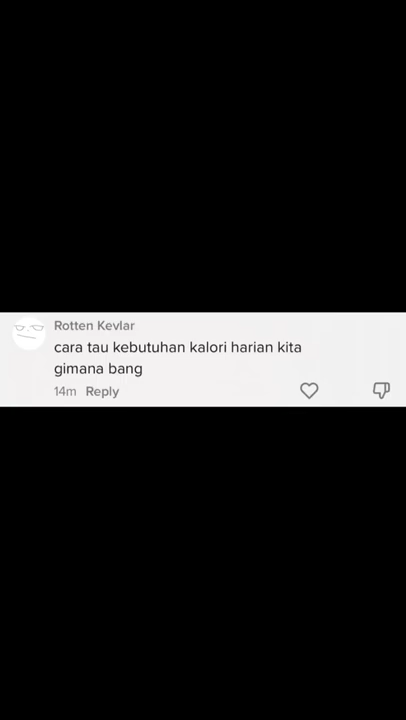 Rotten Kevlar
cara tau kebutuhan kalori harian kita
gimana bang
14m Reply